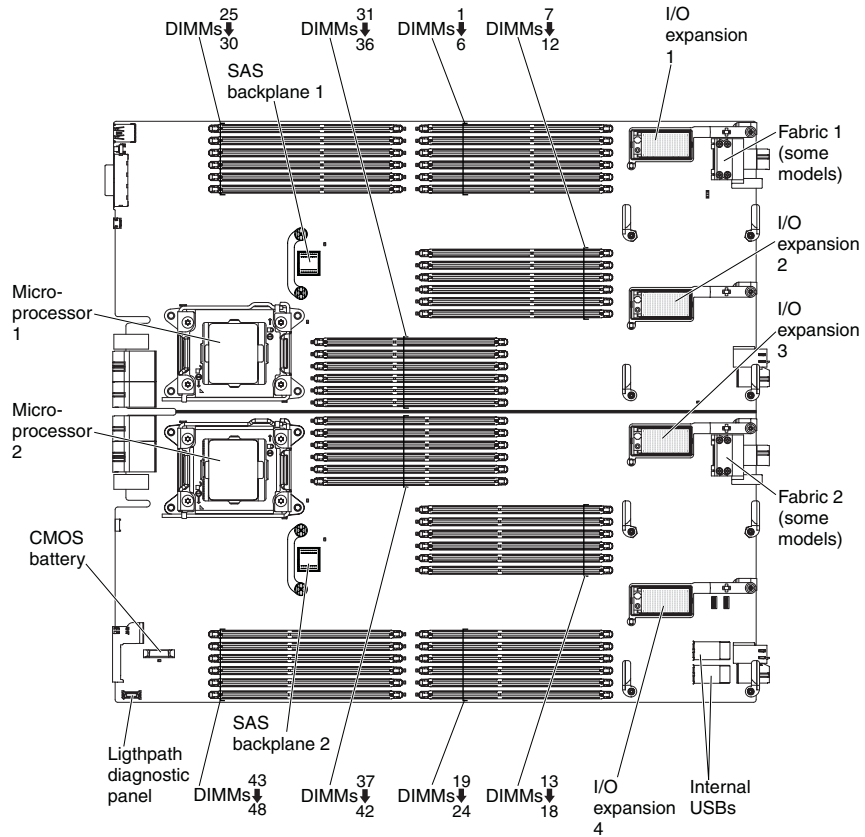 25
DIMMs
30
31
DIMMs
36
1
DIMMs
6
7
DIMMs
12
I/O
expansion
1
SAS
backplane 1
Fabric 1
(some
models)
I/O
expansion
2
Micro-
processor
1
I/O
expansion
3
Micro-
processor
2
Fabric 2
(some
models)
CMOS
battery
SAS
backplane 2
Ligthpath
diagnostic
panel
43
DIMMs
48
37
DIMMs
42
19
DIMMs
24
13
DIMMs
18
I/O
expansion
4
Internal
USBs